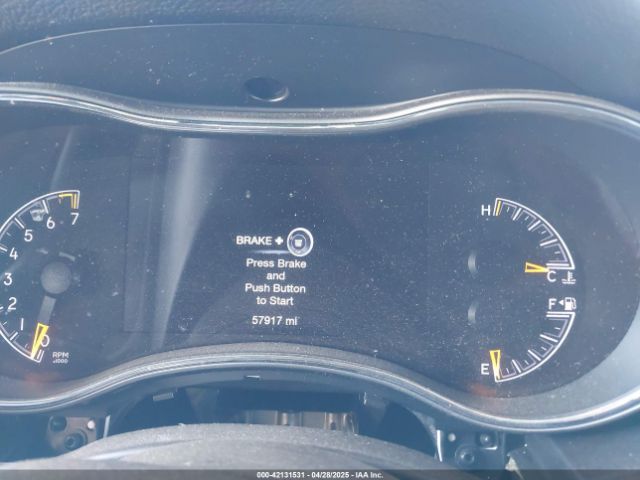 BRAKE +
Press Brake
and
Push Button
to Start
57917 mi
7
6
5
4
3
2
1
0
RPM
x1000
H
C
F
E
000-42131531 - 04/28/2025 - IAA Inc.